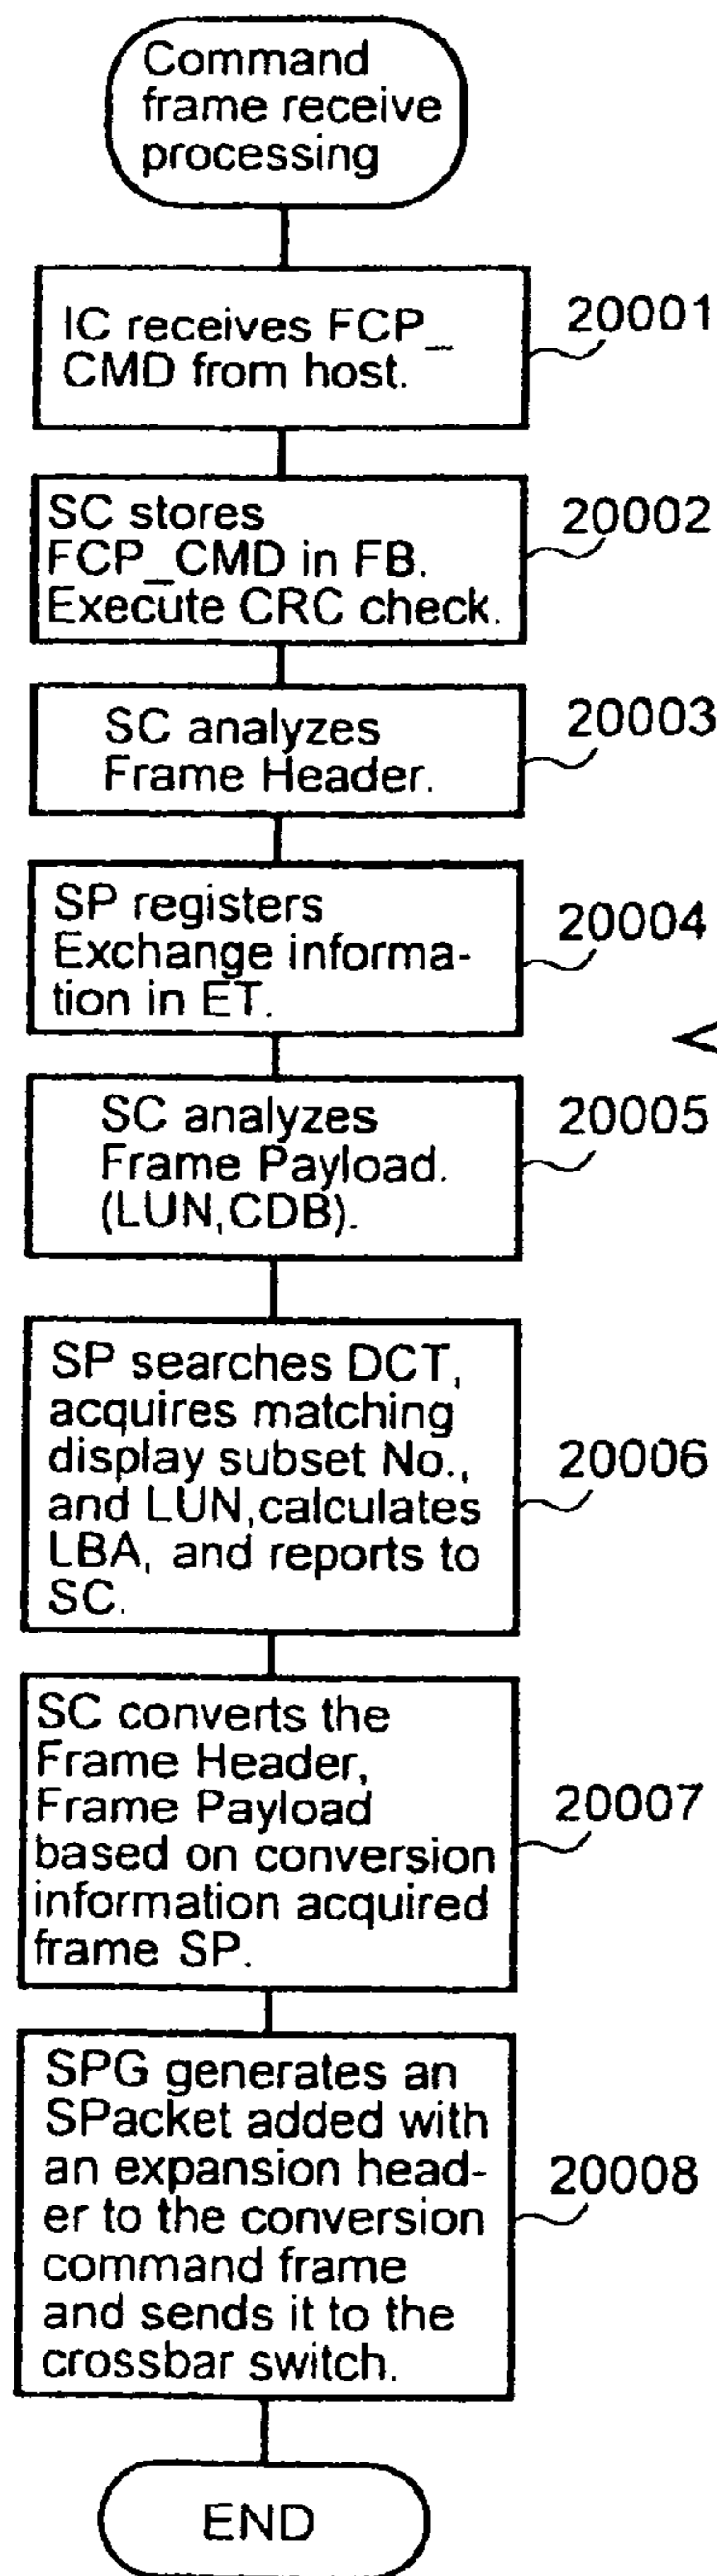 Command
frame receive
processing
IC receives FCP_
CMD from host.
20001
SC stores
FCP_CMD in FB.
Execute CRC check.
20002
SC analyzes
Frame Header.
20003
SP registers
Exchange informa-
tion in ET.
20004
SC analyzes
Frame Payload.
(LUN,CDB).
20005
SP searches DCT,
acquires matching
display subset No.,
and LUN,calculates
LBA, and reports to
SC.
20006
SC converts the
Frame Header,
Frame Payload
based on conversion
information acquired
frame SP.
20007
SPG generates an
SPacket added with
an expansion head-
er to the conversion
command frame
and sends it to the
crossbar switch.
20008
END